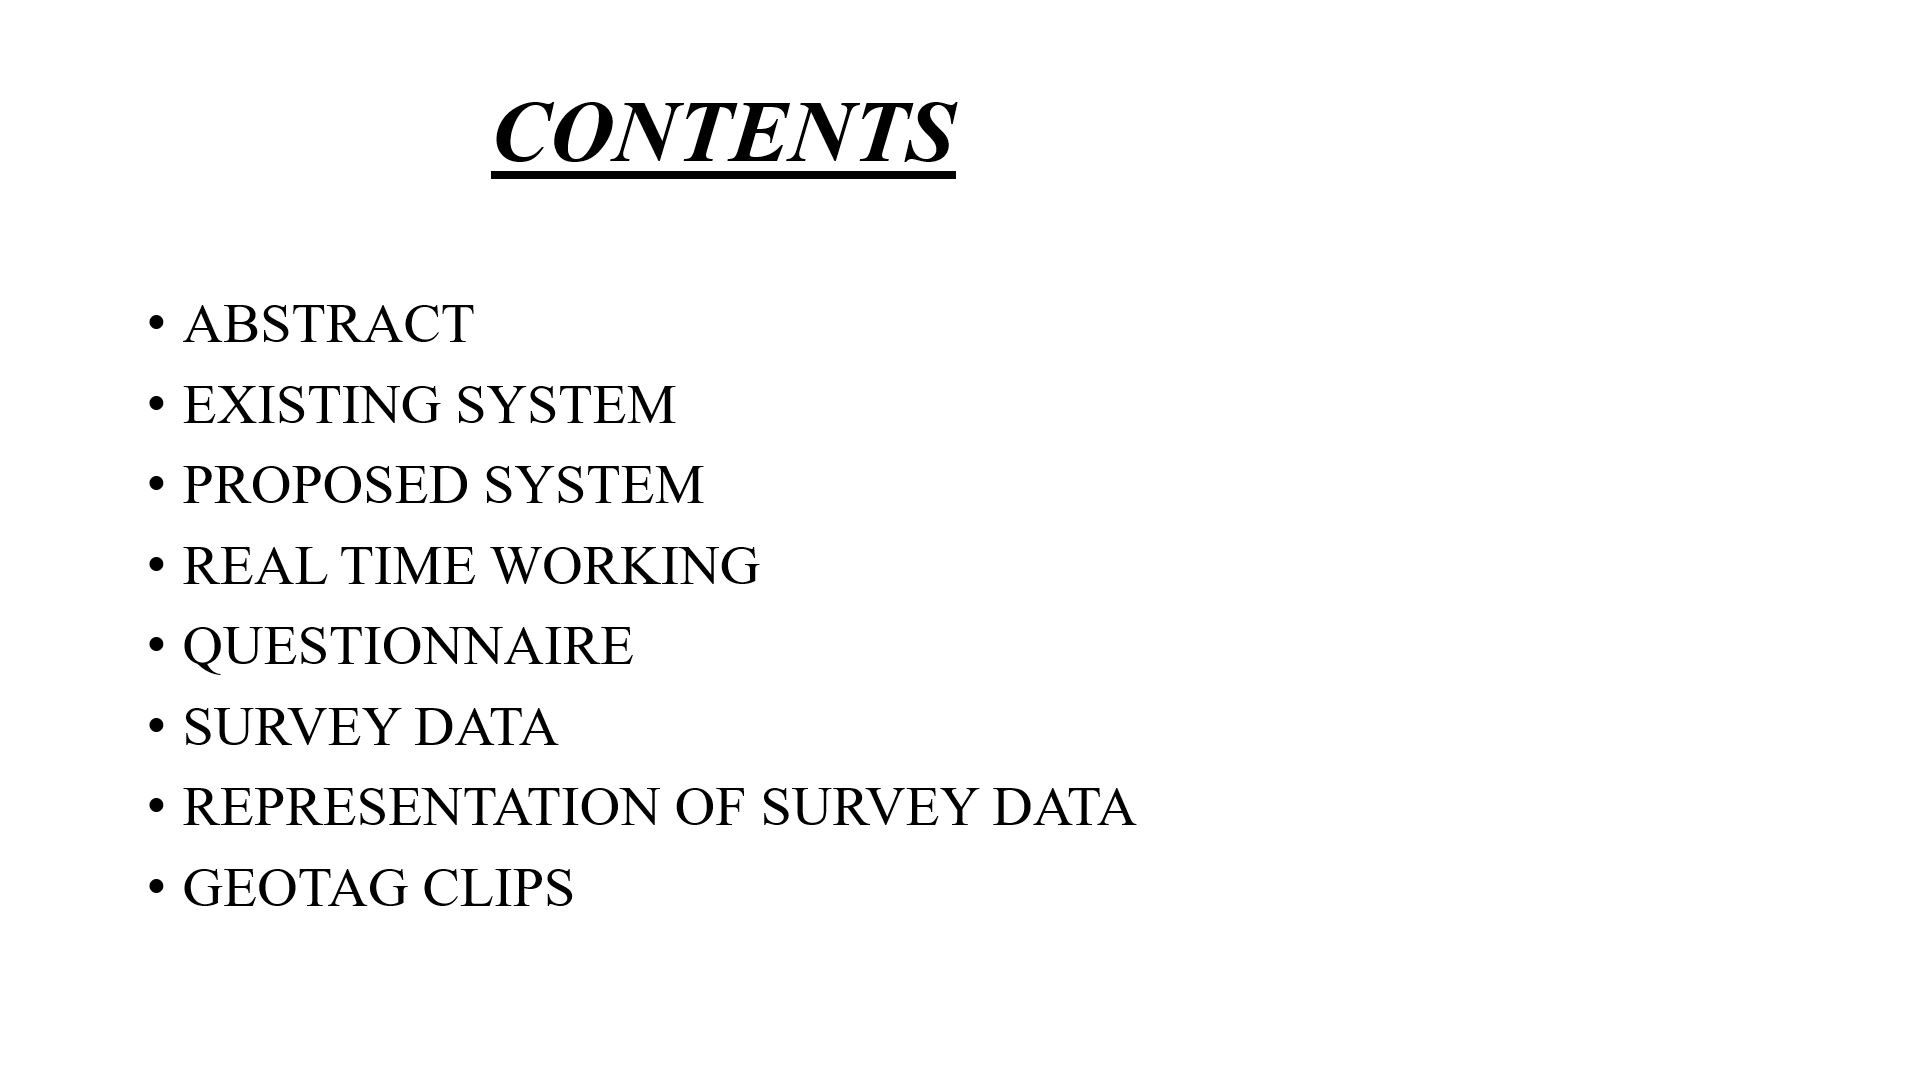 CONTENTS
• ABSTRACT
• EXISTING SYSTEM
• PROPOSED SYSTEM
• REAL TIME WORKING
• QUESTIONNAIRE
• SURVEY DATA
• REPRESENTATION OF SURVEY DATA
• GEOTAG CLIPS